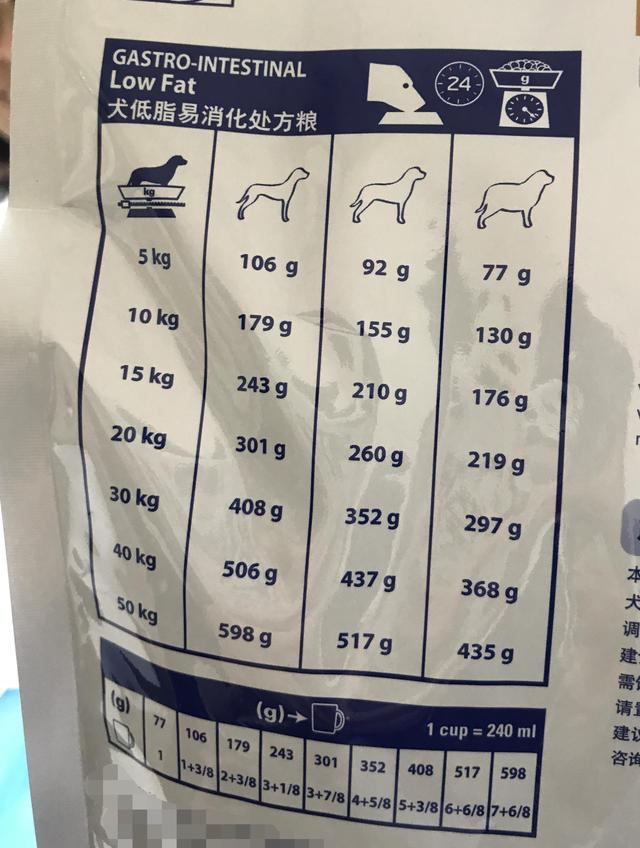 GASTRO-INTESTINAL
Low Fat
犬低脂易消化处方粮
24
g
kg
5 kg 106 g 92 g 77 g
10 kg 179 g 155 g 130 g
15 kg 243 g 210 g 176 g
20 kg 301 g 260 g 219 g
30 kg 408 g 352 g 297 g
40 kg 506 g 437 g 368 g
50 kg 598 g 517 g 435 g
(g)→ 1 cup = 240 ml
(g) 77 106 179 243 301 352 408 517 598
1 1+3/8 2+3/8 3+1/8 3+7/8 4+5/8 5+3/8 6+6/8 7+6/8
本
犬
调
建
需
请
建议
咨询